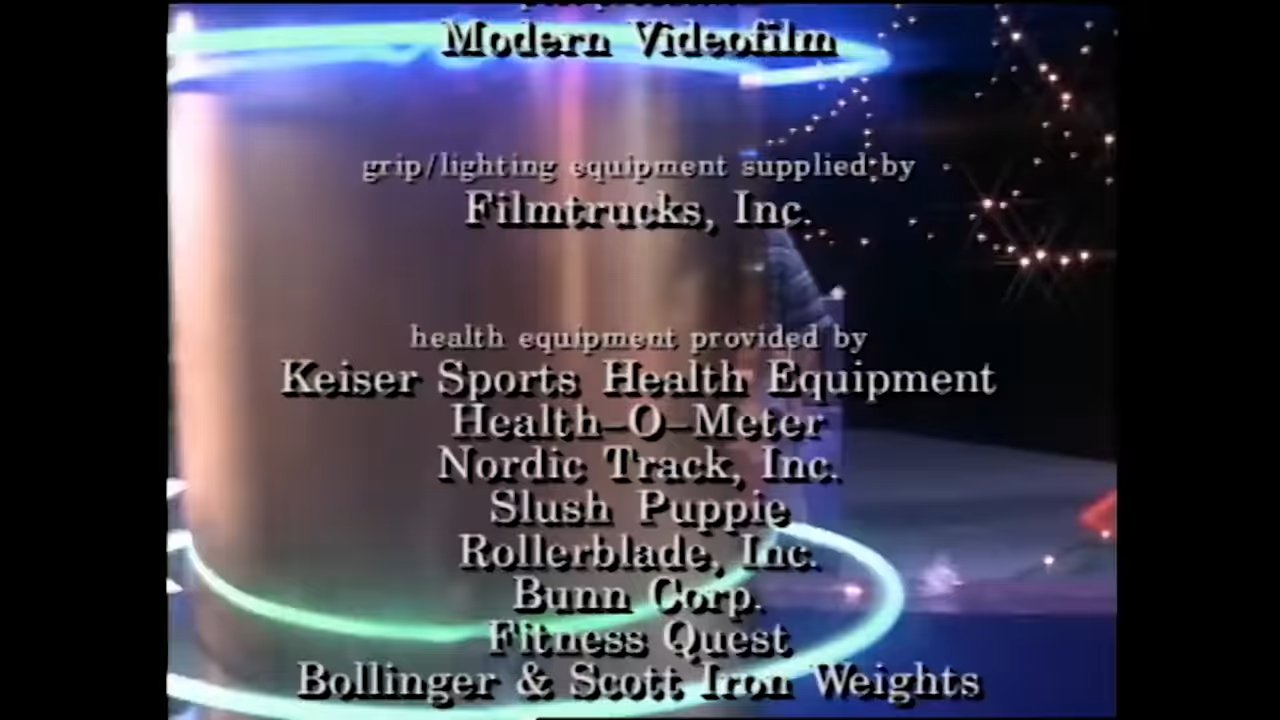 Modern Videofilm
grip/lighting equipment supplied by
Filmtrucks, Inc.
health equipment provided by
Keiser Sports Health Equipment
Health-O-Meter
Nordic Track, Inc.
Slush Puppie
Rollerblade, Inc.
Bunn Corp.
Fitness Quest
Bollinger & Scott Iron Weights